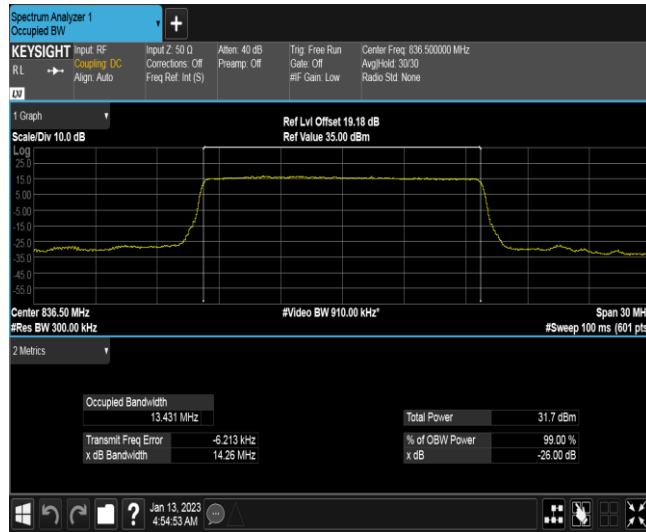 Spectrum Analyzer 1
Occupied BW
+
KEYSIGHT
RL
LXI
Input: RF
Coupling: DC
Align: Auto
Input Z: 50 Ω
Corrections: Off
Freq Ref: Int (S)
Atten: 40 dB
Preamp: Off
Trig: Free Run
Gate: Off
#IF Gain: Low
Center Freq: 836.500000 MHz
Avg|Hold: 30/30
Radio Std: None
1 Graph
Scale/Div 10.0 dB
Ref Lvl Offset 19.18 dB
Ref Value 35.00 dBm
Log
25.0
15.0
5.00
-5.00
-15.0
-25.0
-35.0
-45.0
-55.0
Center 836.50 MHz
#Res BW 300.00 kHz
#Video BW 910.00 kHz*
Span 30 MH
#Sweep 100 ms (601 pts
2 Metrics
Occupied Bandwidth
13.431 MHz
Transmit Freq Error -6.213 kHz
x dB Bandwidth 14.26 MHz
Total Power 31.7 dBm
% of OBW Power 99.00 %
x dB -26.00 dB
?
Jan 13, 2023
4:54:53 AM